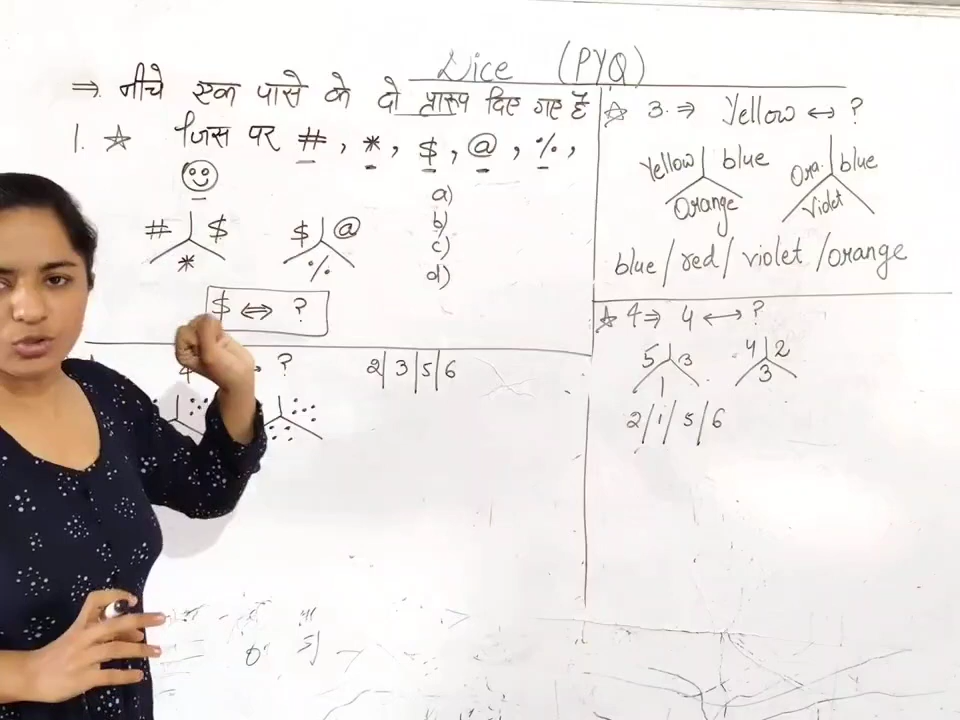 Dice (PYQ)
⇒ नीचे एक पासे के दो प्रारूप दिए गए हैं
1. ☆ जिस पर #, *, $, @, %,
# $ *
$ @ %
a)
b)
c)
d)
$ ⇔ ?
4 ?
2 | 3 | 5 | 6
☆ 3. ⇒ Yellow ↔ ?
Yellow blue Orange
Ora. blue Violet
blue / red / violet / orange
☆ 4 ⇒ 4 ↔ ?
5 3 1
4 2 3
2 / 1 / 5 / 6